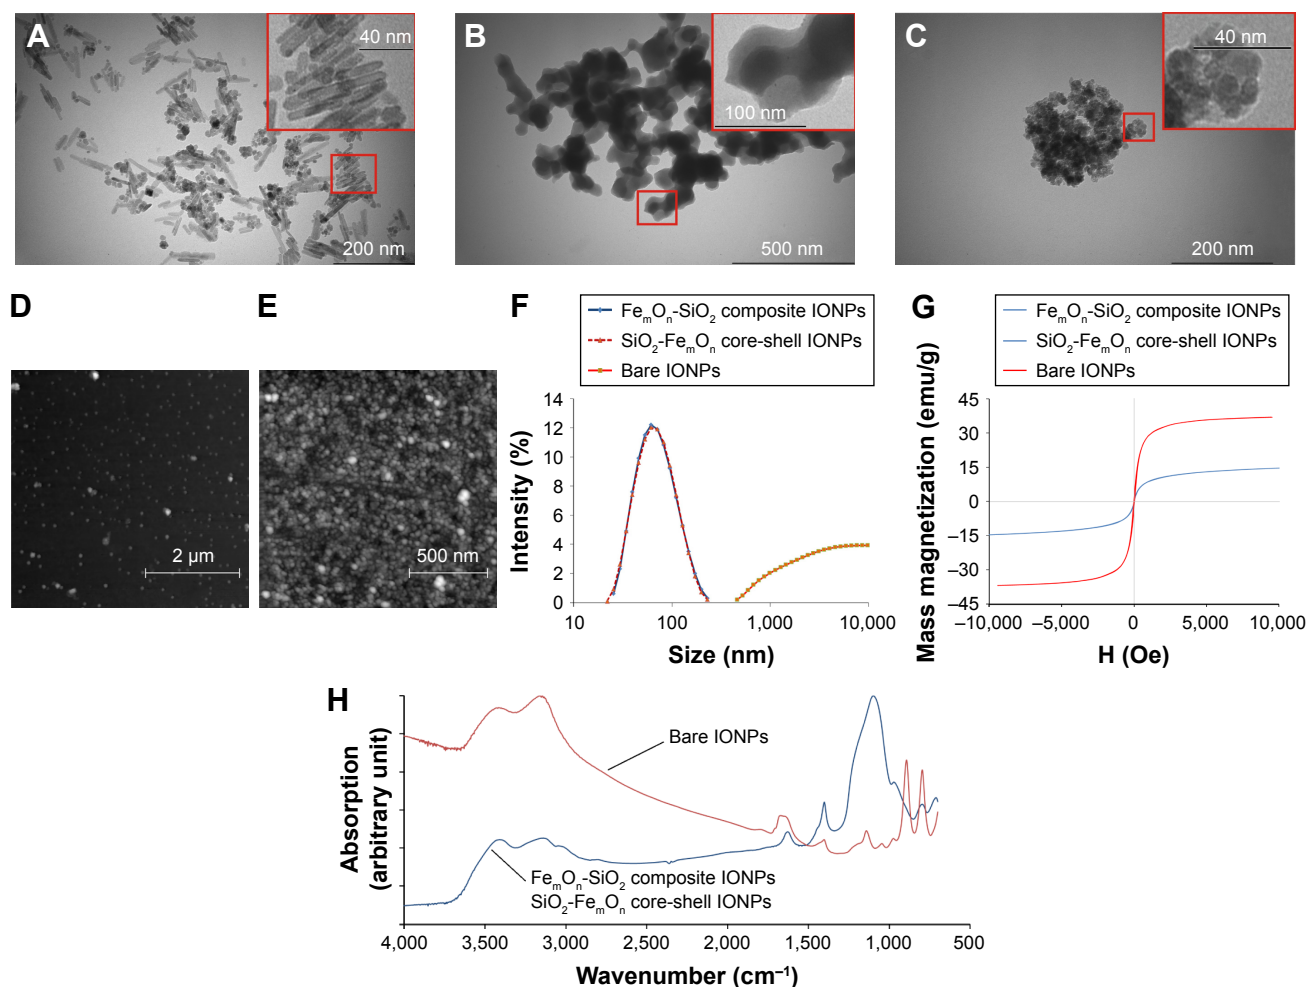 A
40 nm
200 nm
B
100 nm
500 nm
C
40 nm
200 nm
D
2 µm
E
500 nm
F
FemOn-SiO2 composite IONPs
SiO2-FemOn core-shell IONPs
Bare IONPs
Intensity (%)
14
12
10
8
6
4
2
0
10
100
1,000
10,000
Size (nm)
G
FemOn-SiO2 composite IONPs
SiO2-FemOn core-shell IONPs
Bare IONPs
Mass magnetization (emu/g)
45
30
15
0
–15
–30
–45
–10,000
–5,000
0
5,000
10,000
H (Oe)
H
Absorption
(arbitrary unit)
Bare IONPs
FemOn-SiO2 composite IONPs
SiO2-FemOn core-shell IONPs
4,000
3,500
3,000
2,500
2,000
1,500
1,000
500
Wavenumber (cm–1)